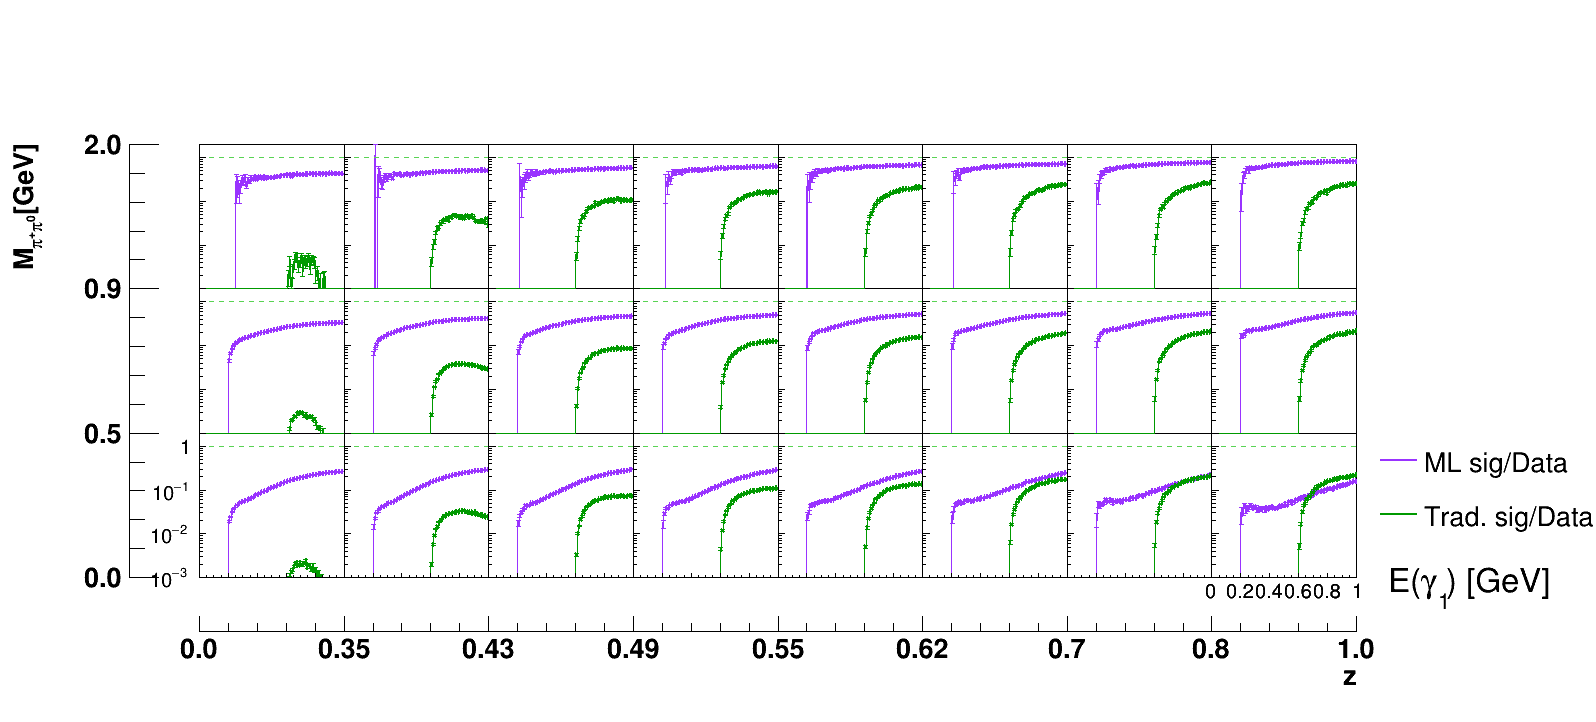 M_{π⁺π⁰}[GeV]
2.0
0.9
0.5
0.0
1
10⁻¹
10⁻²
10⁻³
ML sig/Data
Trad. sig/Data
0 0.20.40.60.8 1
E(γ₁) [GeV]
0.0 0.35 0.43 0.49 0.55 0.62 0.7 0.8 1.0
z